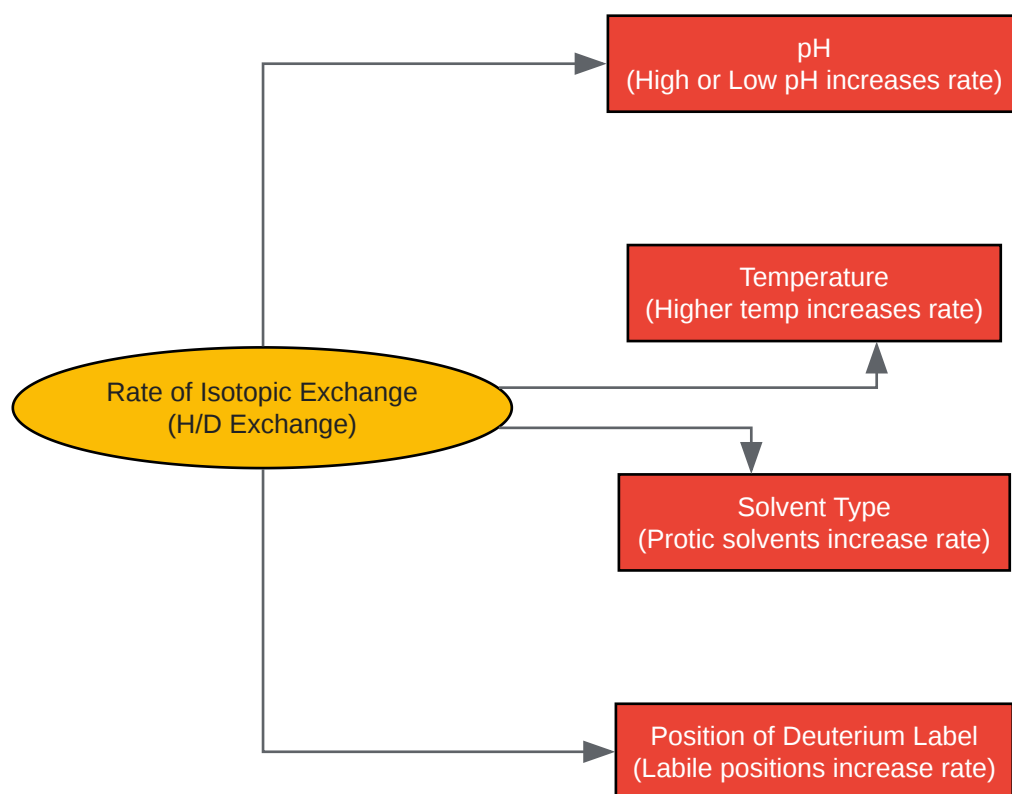 pH
(High or Low pH increases rate)
Temperature
(Higher temp increases rate)
Rate of Isotopic Exchange
(H/D Exchange)
Solvent Type
(Protic solvents increase rate)
Position of Deuterium Label
(Labile positions increase rate)